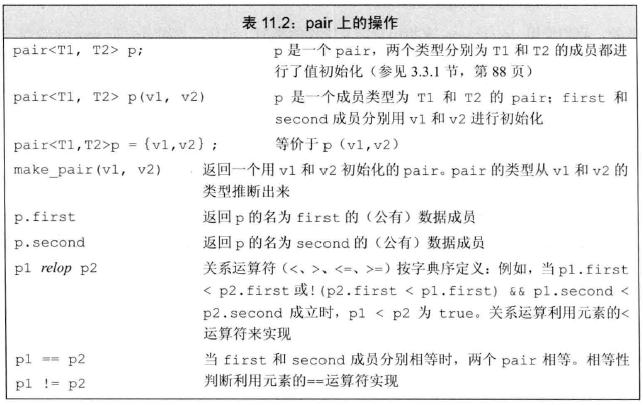 表 11.2：pair 上的操作
pair<T1, T2> p; p 是一个 pair，两个类型分别为 T1 和 T2 的成员都进
行了值初始化（参见 3.3.1 节，第 88 页）
pair<T1, T2> p(v1, v2) p 是一个成员类型为 T1 和 T2 的 pair；first 和
second 成员分别用 v1 和 v2 进行初始化
pair<T1,T2>p = {v1,v2}; 等价于 p (v1,v2)
make_pair(v1, v2) 返回一个用 v1 和 v2 初始化的 pair。pair 的类型从 v1 和 v2 的
类型推断出来
p.first 返回 p 的名为 first 的（公有）数据成员
p.second 返回 p 的名为 second 的（公有）数据成员
p1 relop p2 关系运算符（<、>、<=、>=）按字典序定义：例如，当 p1.first
< p2.first 或!(p2.first < p1.first) && p1.second <
p2.second 成立时，p1 < p2 为 true。关系运算利用元素的<
运算符来实现
p1 == p2 当 first 和 second 成员分别相等时，两个 pair 相等。相等性
p1 != p2 判断利用元素的==运算符实现